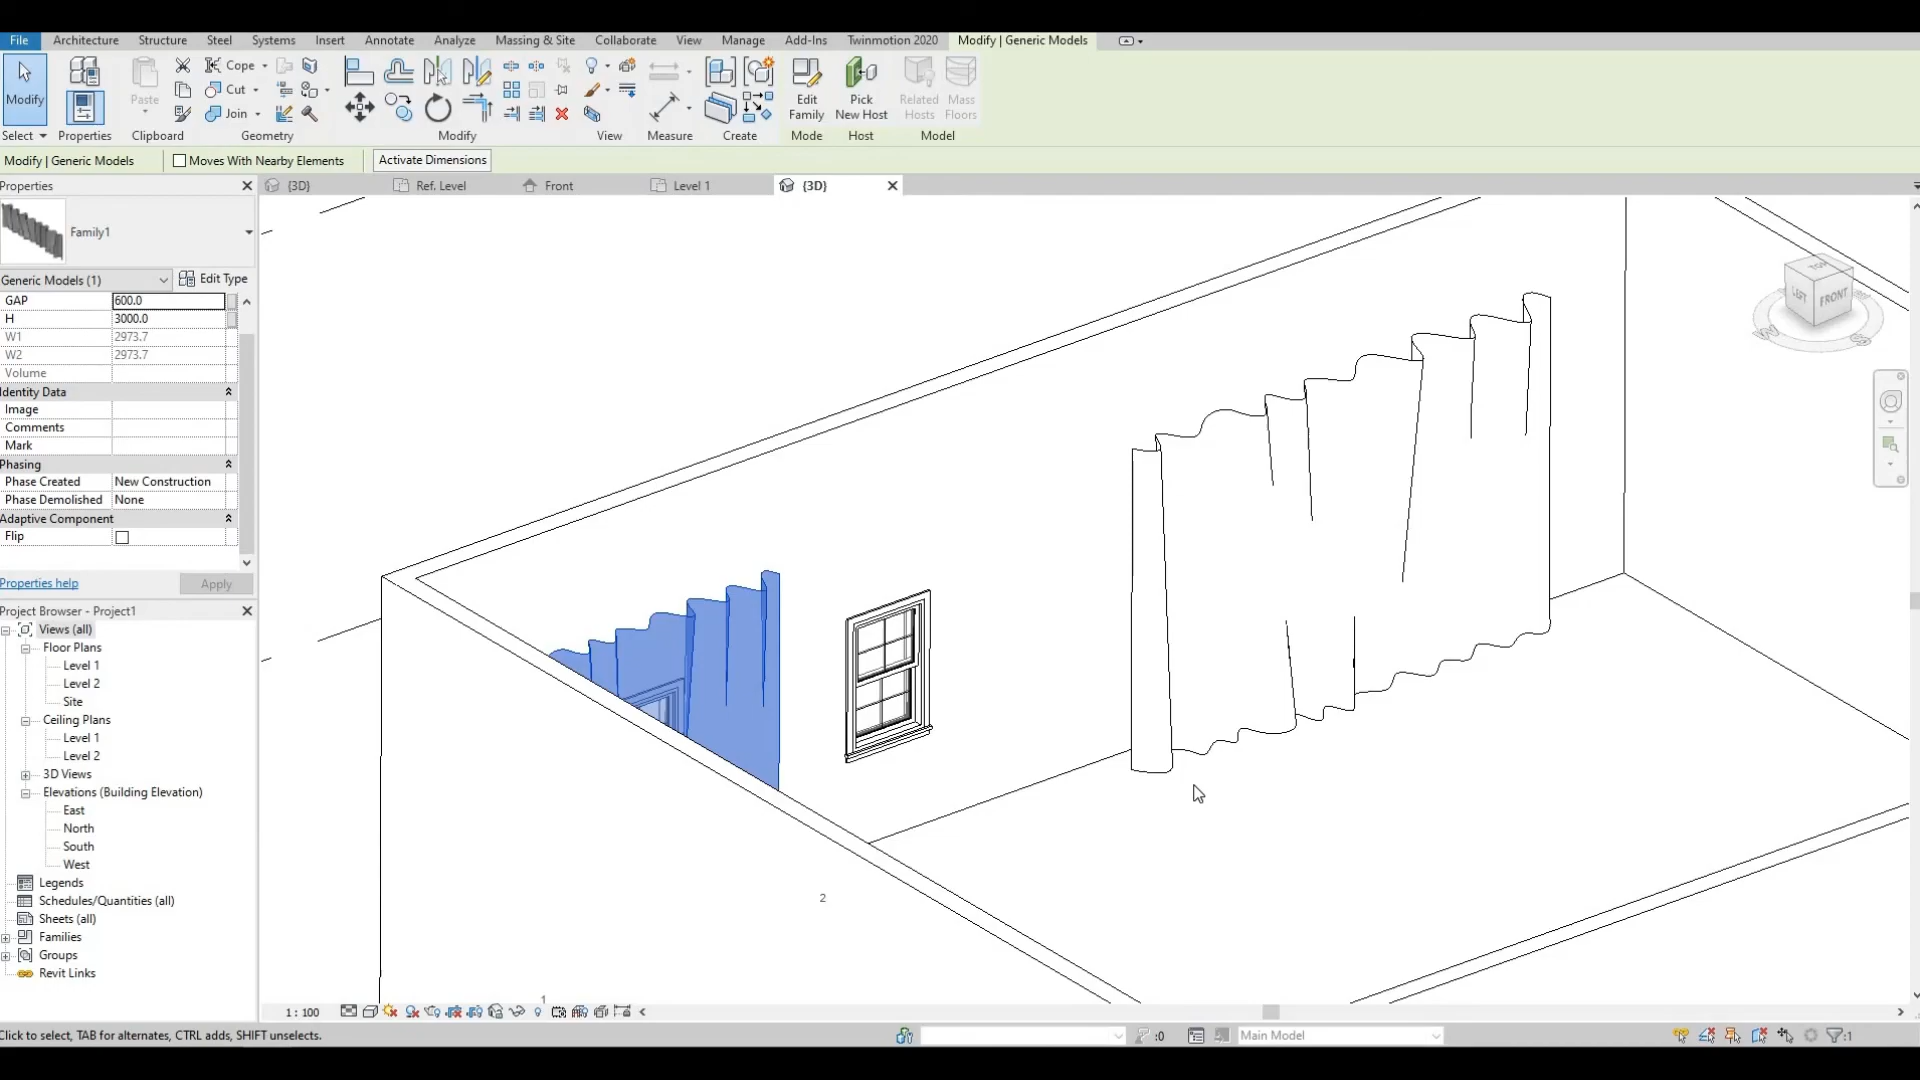 File Architecture Structure Steel Systems Insert Annotate Analyze Massing & Site Collaborate View Manage Add-Ins Twinmotion 2020 Modify | Generic Models
Modify Paste Cope Cut Join Edit Family Pick New Host Related Hosts Mass Floors
Select Properties Clipboard Geometry Modify View Measure Create Mode Host Model
Modify | Generic Models Moves With Nearby Elements Activate Dimensions
Properties
{3D} Ref. Level Front Level 1 {3D}
Family1
Generic Models (1) Edit Type
GAP 600.0
H 3000.0
W1 2973.7
W2 2973.7
Volume
Identity Data
Image
Comments
Mark
Phasing
Phase Created New Construction
Phase Demolished None
Adaptive Component
Flip
Properties help Apply
Project Browser - Project1
Views (all)
Floor Plans
Level 1
Level 2
Site
Ceiling Plans
Level 1
Level 2
3D Views
Elevations (Building Elevation)
East
North
South
West
Legends
Schedules/Quantities (all)
Sheets (all)
Families
Groups
Revit Links
TOP
LEFT FRONT
W S
2
1
1 : 100
Click to select, TAB for alternates, CTRL adds, SHIFT unselects. :0 Main Model :1